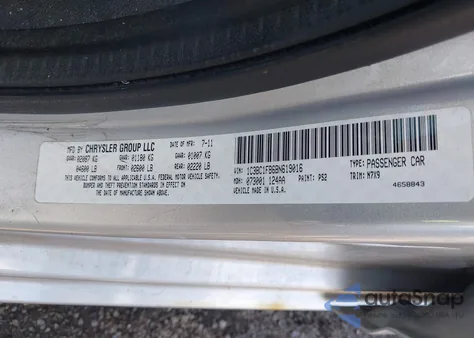 MFD BY CHRYSLER GROUP LLC DATE OF MFR: 7-11
GVWR: 02087 KG GAWR: 01180 KG GAWR: 01007 KG
04600 LB FRONT: 02600 LB REAR: 02220 LB
THIS VEHICLE CONFORMS TO ALL APPLICABLE U.S.A. FEDERAL MOTOR VEHICLE SAFETY,
BUMPER AND THEFT PREVENTION STANDARDS IN EFFECT ON
THE DATE OF MANUFACTURE SHOWN ABOVE.
VEHICLE MADE IN U.S.A.
VIN: 1C3BC1FB6BN619016 TYPE: PASSENGER CAR
MDH: 073001 124AA PAINT: PS2 TRIM: M7X9
4658843
autoSnap